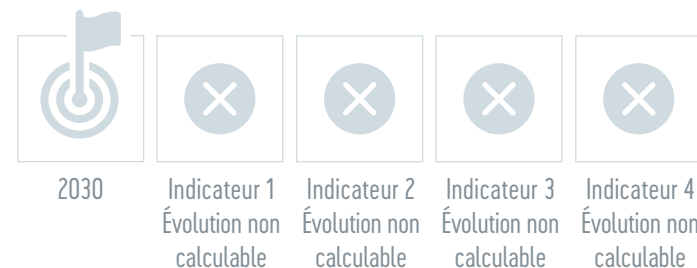 2030
Indicateur 1
Évolution non
calculable
Indicateur 2
Évolution non
calculable
Indicateur 3
Évolution non
calculable
Indicateur 4
Évolution non
calculable